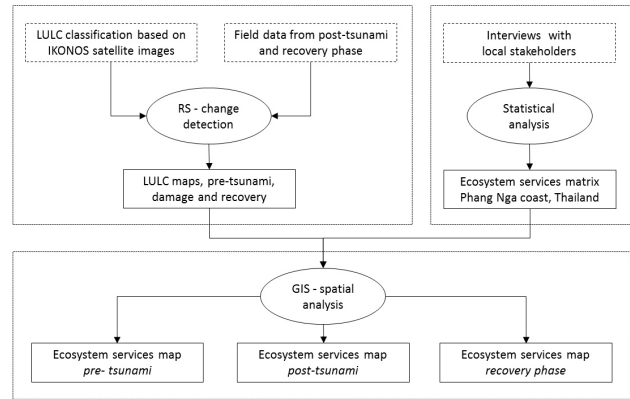 LULC classification based on
IKONOS satellite images
Field data from post-tsunami
and recovery phase
Interviews with
local stakeholders
RS - change
detection
Statistical
analysis
LULC maps, pre-tsunami,
damage and recovery
Ecosystem services matrix
Phang Nga coast, Thailand
GIS - spatial
analysis
Ecosystem services map
pre- tsunami
Ecosystem services map
post-tsunami
Ecosystem services map
recovery phase